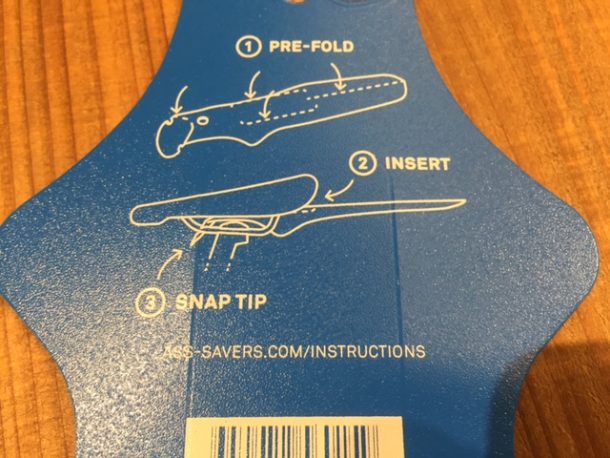 1 PRE-FOLD
2 INSERT
3 SNAP TIP
ASS-SAVERS.COM/INSTRUCTIONS